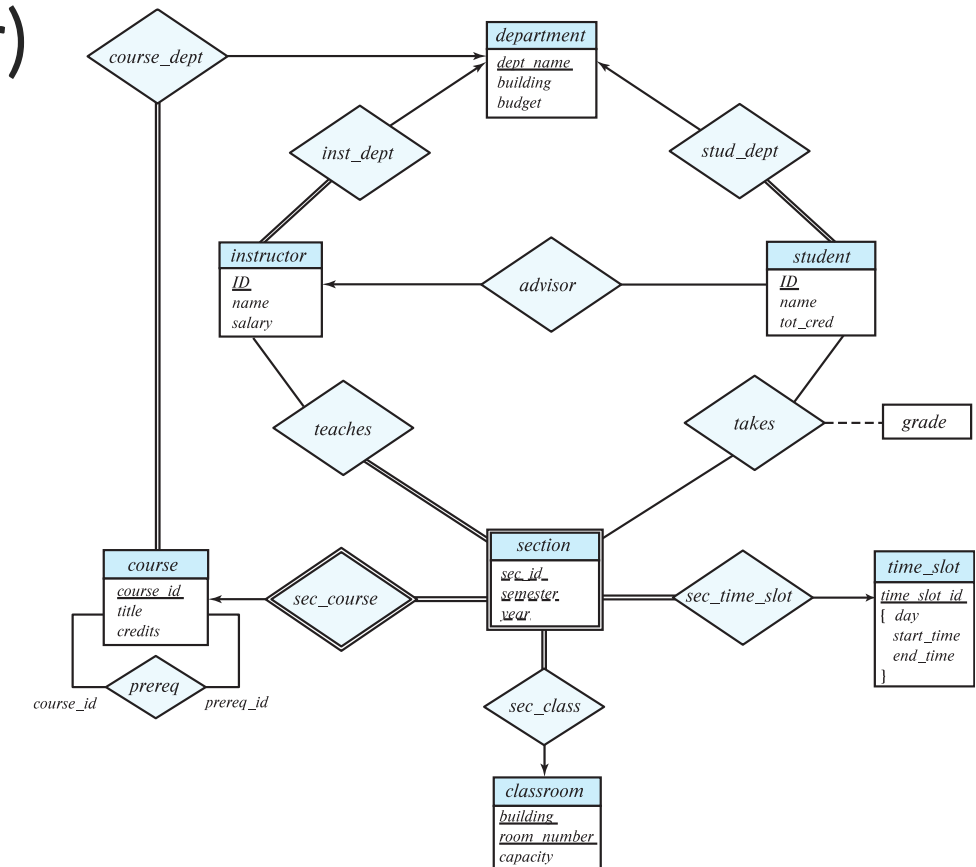 r)
course_dept
department
dept_name
building
budget
inst_dept
stud_dept
instructor
ID
name
salary
advisor
student
ID
name
tot_cred
teaches
takes
grade
course
course_id
title
credits
sec_course
section
sec_id
semester
year
sec_time_slot
time_slot
time_slot_id
{ day
start_time
end_time
}
prereq
course_id
prereq_id
sec_class
classroom
building
room_number
capacity